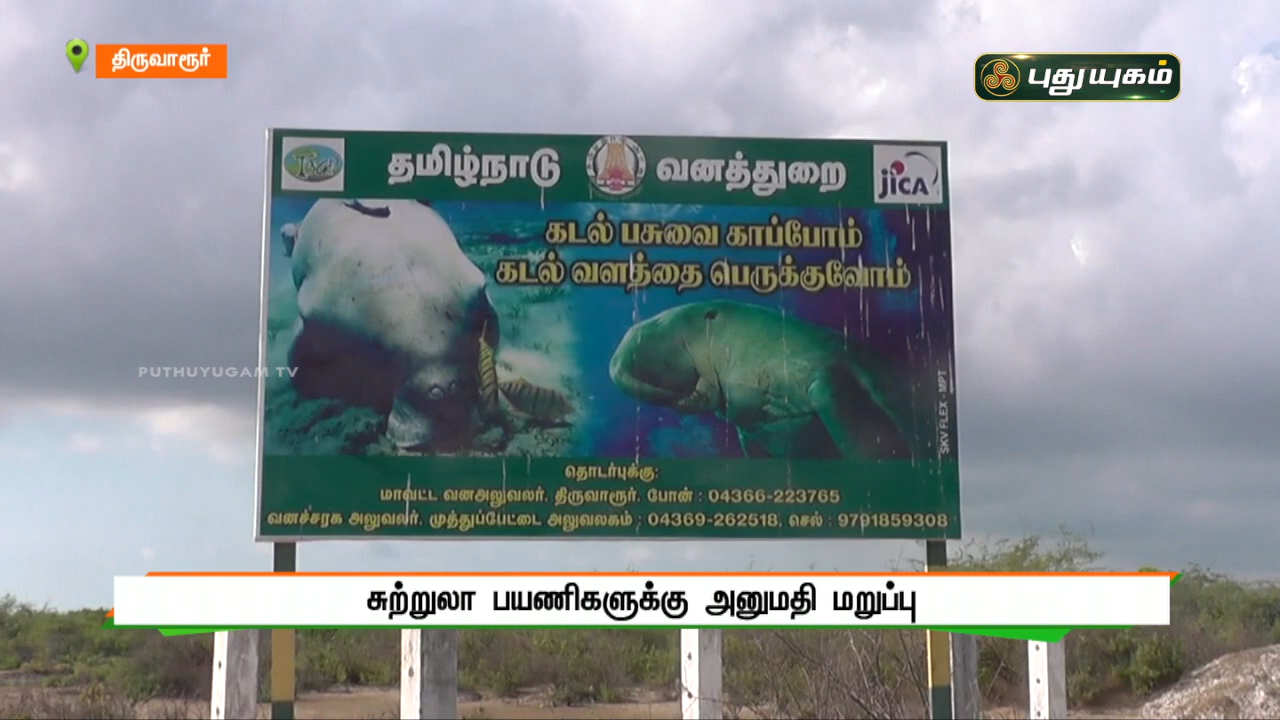 திருவாரூர்
புதுயுகம்
தமிழ்நாடு வனத்துறை
JICA
கடல் பசுவை காப்போம்
கடல் வளத்தை பெருக்குவோம்
PUTHUYUGAM TV
SKV FLEX - MPT
தொடர்புக்கு:
மாவட்ட வனஅலுவலர், திருவாரூர், போன் : 04366-223765
வனச்சரக அலுவலர், முத்துப்பேட்டை அலுவலகம் : 04369-262518, செல் : 9791859308
சுற்றுலா பயணிகளுக்கு அனுமதி மறுப்பு